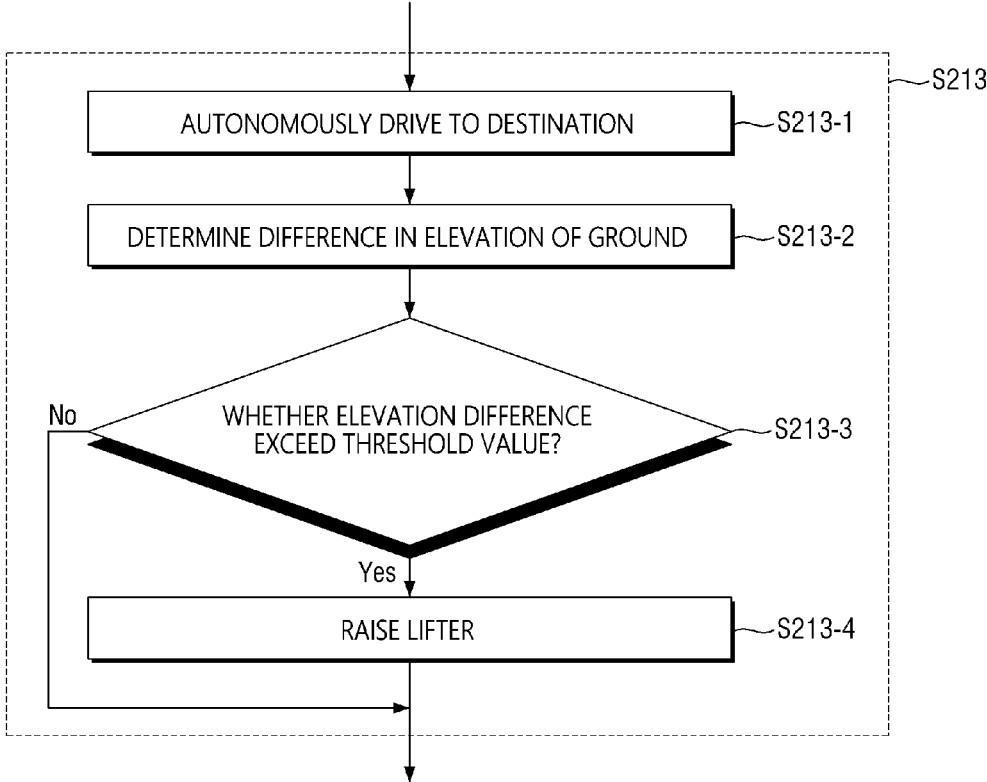 S213
AUTONOMOUSLY DRIVE TO DESTINATION
S213-1
DETERMINE DIFFERENCE IN ELEVATION OF GROUND
S213-2
No
WHETHER ELEVATION DIFFERENCE
EXCEED THRESHOLD VALUE?
S213-3
Yes
RAISE LIFTER
S213-4